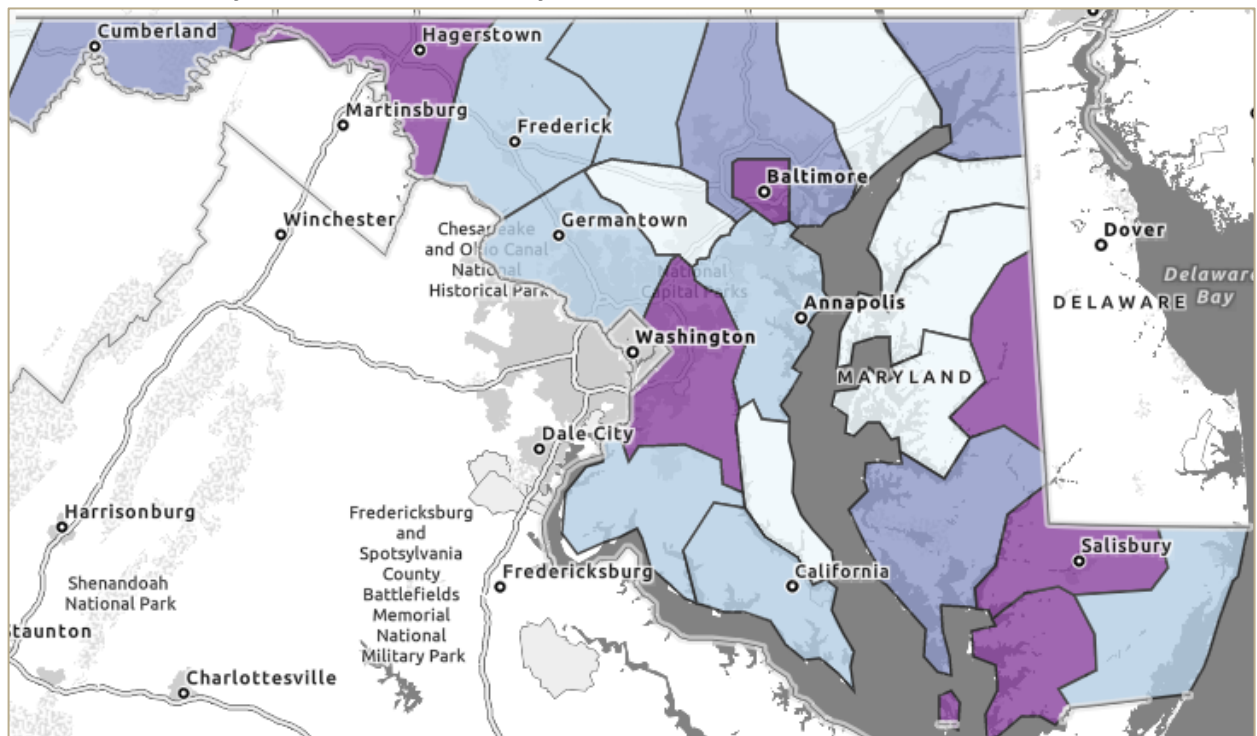 Cumberland
Hagerstown
Martinsburg
Frederick
Baltimore
Winchester
Germantown
Chesapeake
and Ohio Canal
National
Historical Park
National
Capital Parks
Dover
Delaware
Bay
DELAWARE
Annapolis
Washington
MARYLAND
Dale City
Harrisonburg
Fredericksburg
and
Spotsylvania
County
Battlefields
Memorial
National
Military Park
Salisbury
Shenandoah
National Park
Fredericksburg
California
Staunton
Charlottesville